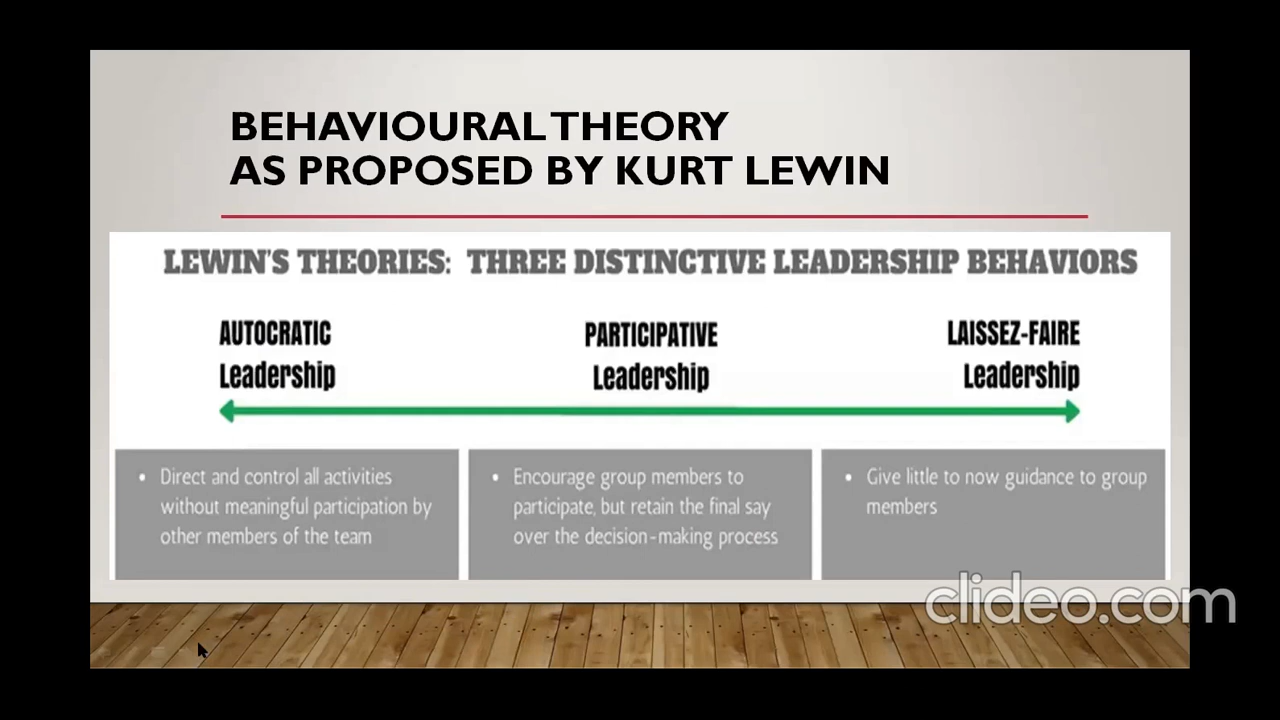 BEHAVIOURAL THEORY
AS PROPOSED BY KURT LEWIN
LEWIN'S THEORIES: THREE DISTINCTIVE LEADERSHIP BEHAVIORS
AUTOCRATIC
Leadership
PARTICIPATIVE
Leadership
LAISSEZ-FAIRE
Leadership
• Direct and control all activities
without meaningful participation by
other members of the team
• Encourage group members to
participate, but retain the final say
over the decision-making process
• Give little to now guidance to group
members
clideo.com